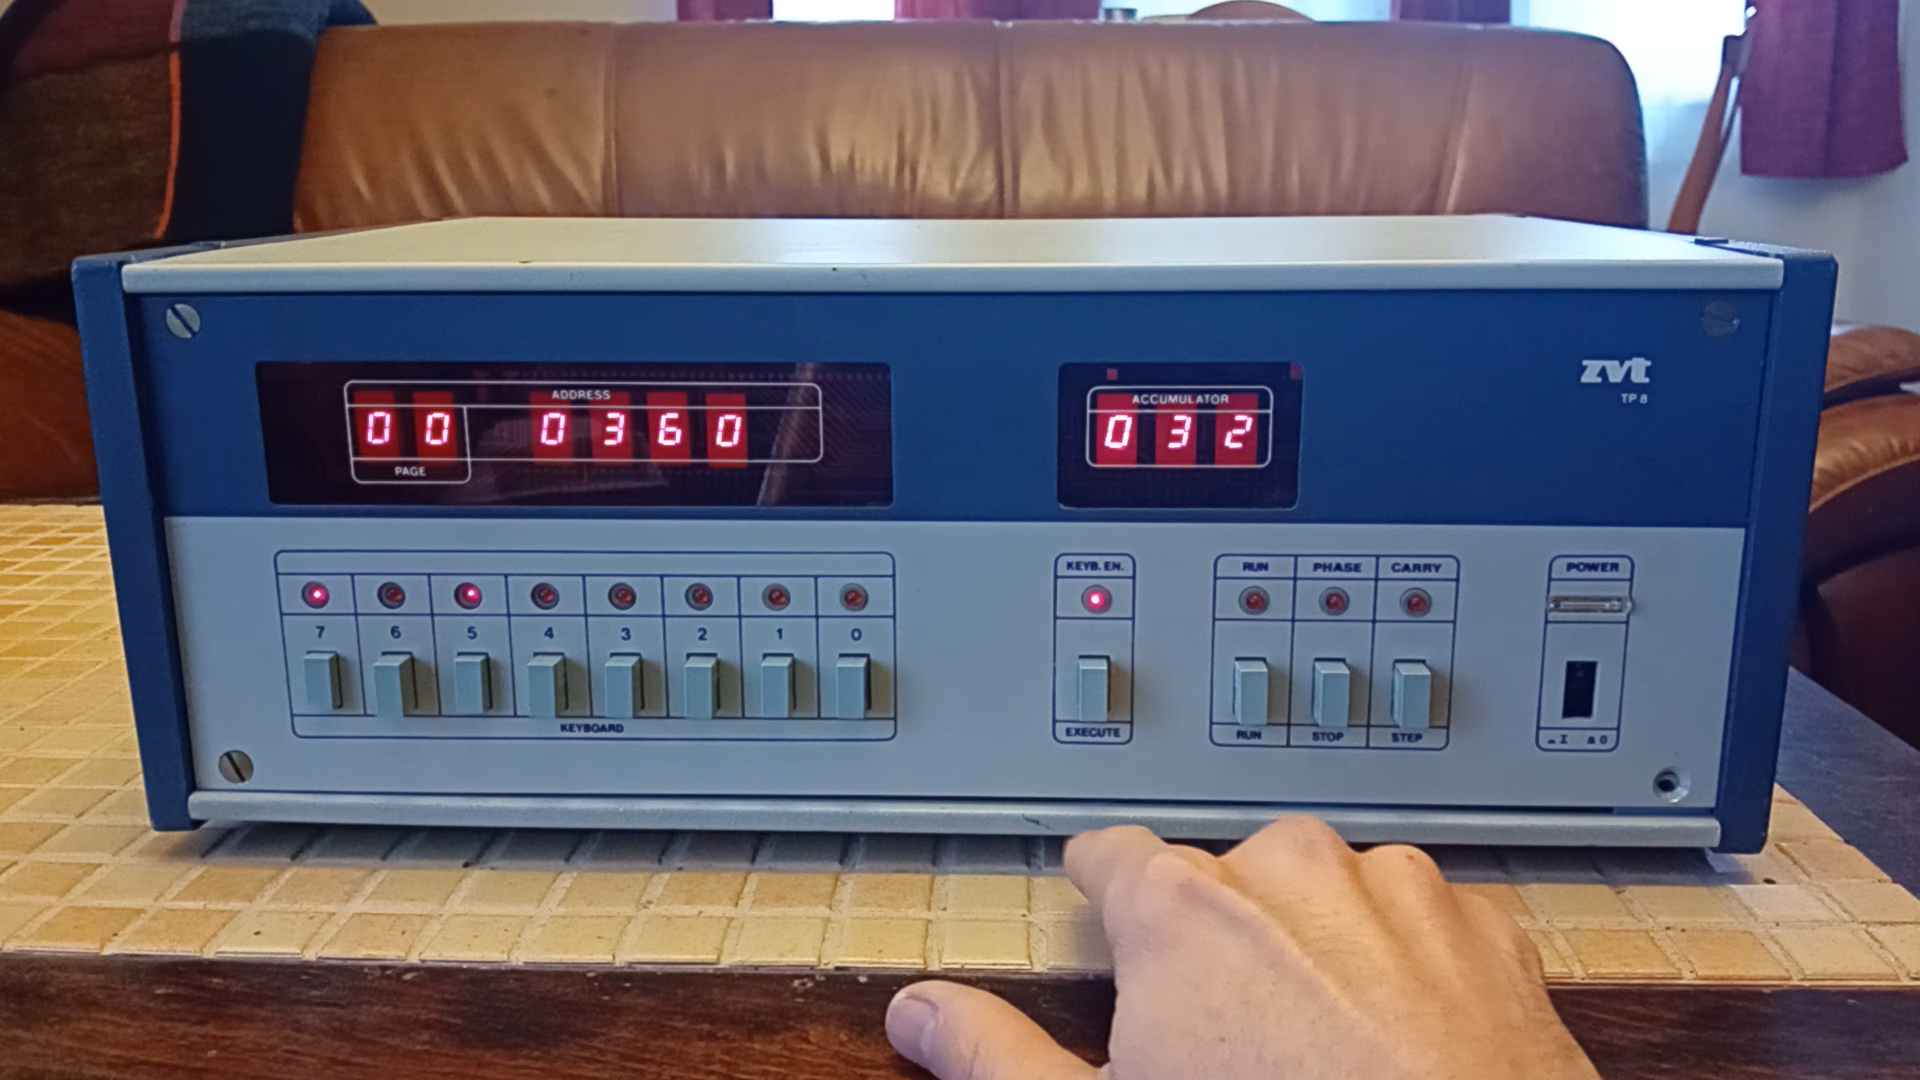 ADDRESS
00 0360
PAGE
ACCUMULATOR
032
zvt
TP 8
7 6 5 4 3 2 1 0
KEYBOARD
KEYB. EN.
EXECUTE
RUN PHASE CARRY
RUN STOP STEP
POWER
I 0